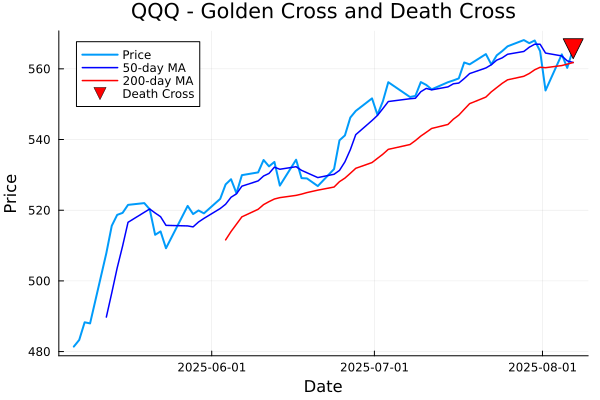 QQQ - Golden Cross and Death Cross
Price
50-day MA
200-day MA
Death Cross
Price
560
540
520
500
480
2025-06-01
2025-07-01
2025-08-01
Date